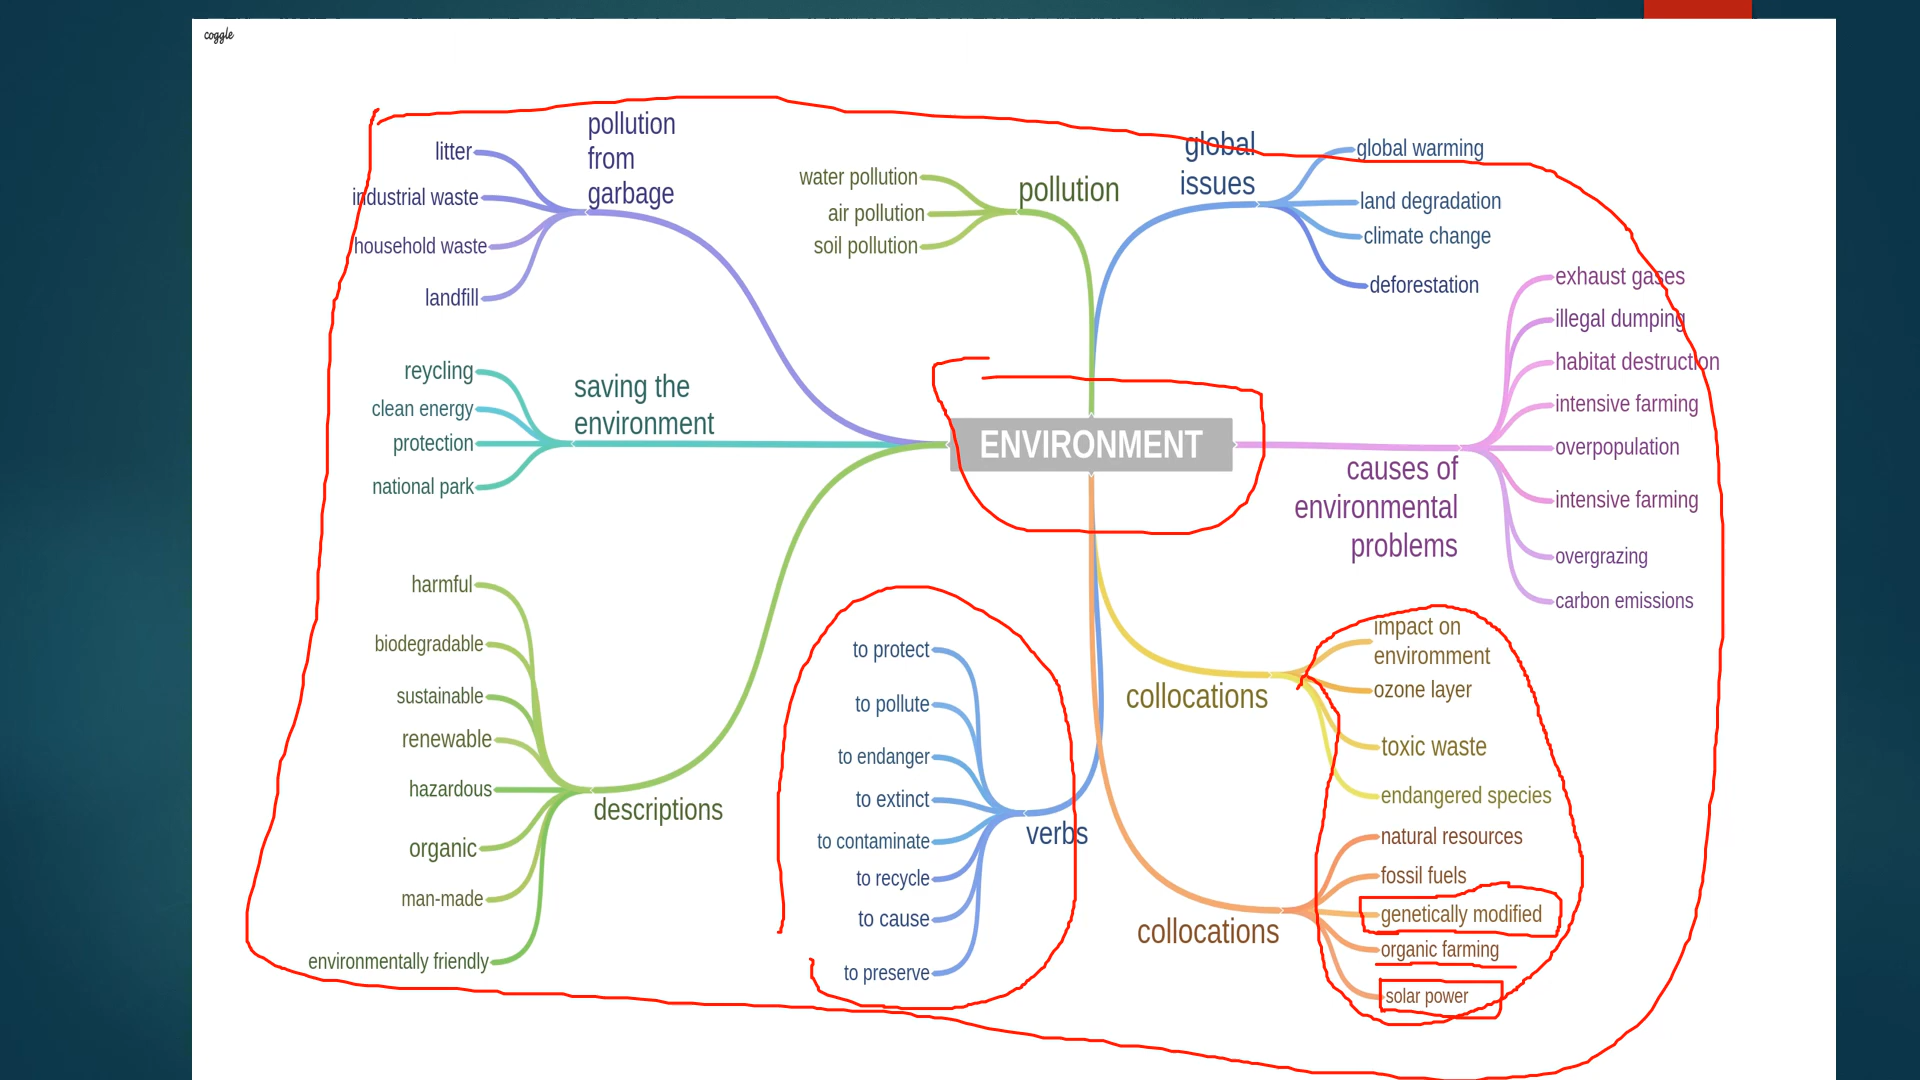 coggle
pollution
from
garbage
litter
industrial waste
household waste
landfill
water pollution
air pollution
soil pollution
pollution
global
issues
global warming
land degradation
climate change
deforestation
exhaust gases
illegal dumping
habitat destruction
intensive farming
overpopulation
intensive farming
overgrazing
carbon emissions
causes of
environmental
problems
reycling
clean energy
protection
national park
saving the
environment
ENVIRONMENT
harmful
biodegradable
sustainable
renewable
hazardous
organic
man-made
environmentally friendly
descriptions
to protect
to pollute
to endanger
to extinct
to contaminate
to recycle
to cause
to preserve
verbs
collocations
impact on
enviromment
ozone layer
toxic waste
endangered species
collocations
natural resources
fossil fuels
genetically modified
organic farming
solar power